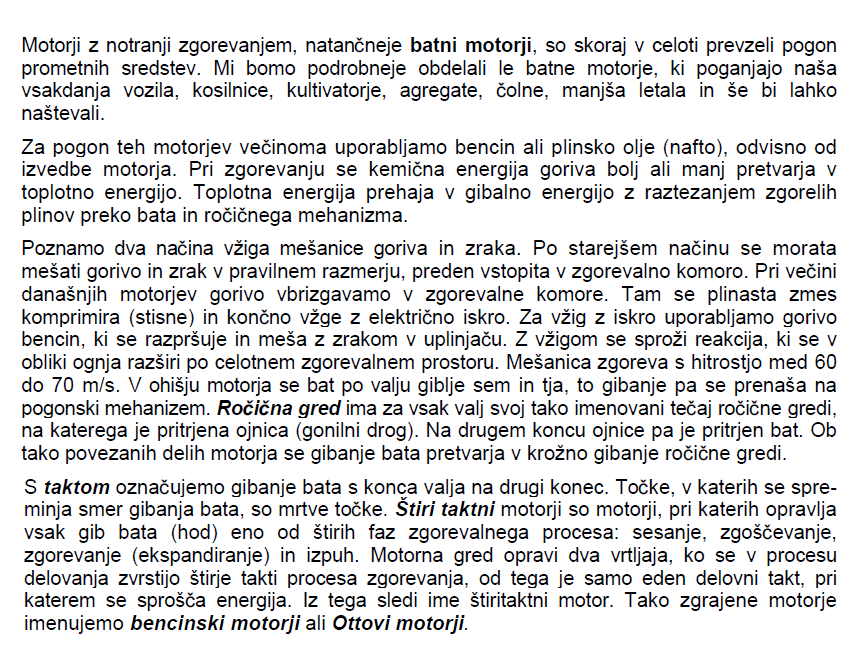 Motorji z notranji zgorevanjem, natančneje batni motorji, so skoraj v celoti prevzeli pogon
prometnih sredstev. Mi bomo podrobneje obdelali le batne motorje, ki poganjajo naša
vsakdanja vozila, kosilnice, kultivatorje, agregate, čolne, manjša letala in še bi lahko
naštevali.
Za pogon teh motorjev večinoma uporabljamo bencin ali plinsko olje (nafto), odvisno od
izvedbe motorja. Pri zgorevanju se kemična energija goriva bolj ali manj pretvarja v
toplotno energijo. Toplotna energija prehaja v gibalno energijo z raztezanjem zgorelih
plinov preko bata in ročičnega mehanizma.
Poznamo dva načina vžiga mešanice goriva in zraka. Po starejšem načinu se morata
mešati gorivo in zrak v pravilnem razmerju, preden vstopita v zgorevalno komoro. Pri večini
današnjih motorjev gorivo vbrizgavamo v zgorevalne komore. Tam se plinasta zmes
komprimira (stisne) in končno vžge z električno iskro. Za vžig z iskro uporabljamo gorivo
bencin, ki se razpršuje in meša z zrakom v uplinjaču. Z vžigom se sproži reakcija, ki se v
obliki ognja razširi po celotnem zgorevalnem prostoru. Mešanica zgoreva s hitrostjo med 60
do 70 m/s. V ohišju motorja se bat po valju giblje sem in tja, to gibanje pa se prenaša na
pogonski mehanizem. Ročična gred ima za vsak valj svoj tako imenovani tečaj ročične gredi,
na katerega je pritrjena ojnica (gonilni drog). Na drugem koncu ojnice pa je pritrjen bat. Ob
tako povezanih delih motorja se gibanje bata pretvarja v krožno gibanje ročične gredi.
S taktom označujemo gibanje bata s konca valja na drugi konec. Točke, v katerih se spre-
minja smer gibanja bata, so mrtve točke. Štiri taktni motorji so motorji, pri katerih opravlja
vsak gib bata (hod) eno od štirih faz zgorevalnega procesa: sesanje, zgoščevanje,
zgorevanje (ekspandiranje) in izpuh. Motorna gred opravi dva vrtljaja, ko se v procesu
delovanja zvrstijo štirje takti procesa zgorevanja, od tega je samo eden delovni takt, pri
katerem se sprošča energija. Iz tega sledi ime štiritaktni motor. Tako zgrajene motorje
imenujemo bencinski motorji ali Ottovi motorji.